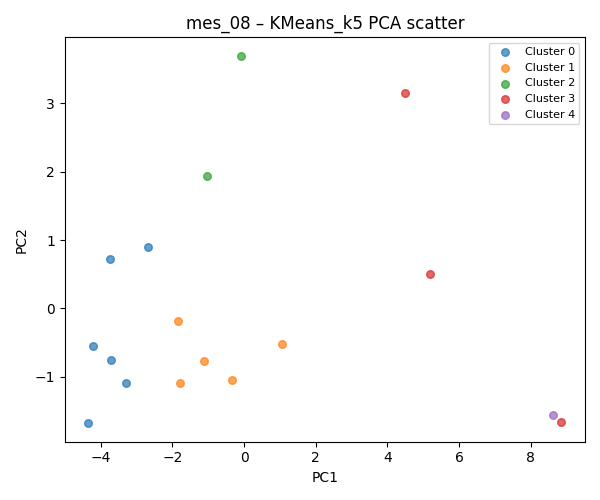 mes_08 – KMeans_k5 PCA scatter
Cluster 0
Cluster 1
Cluster 2
Cluster 3
Cluster 4
PC2
3
2
1
0
−1
−4 −2 0 2 4 6 8
PC1